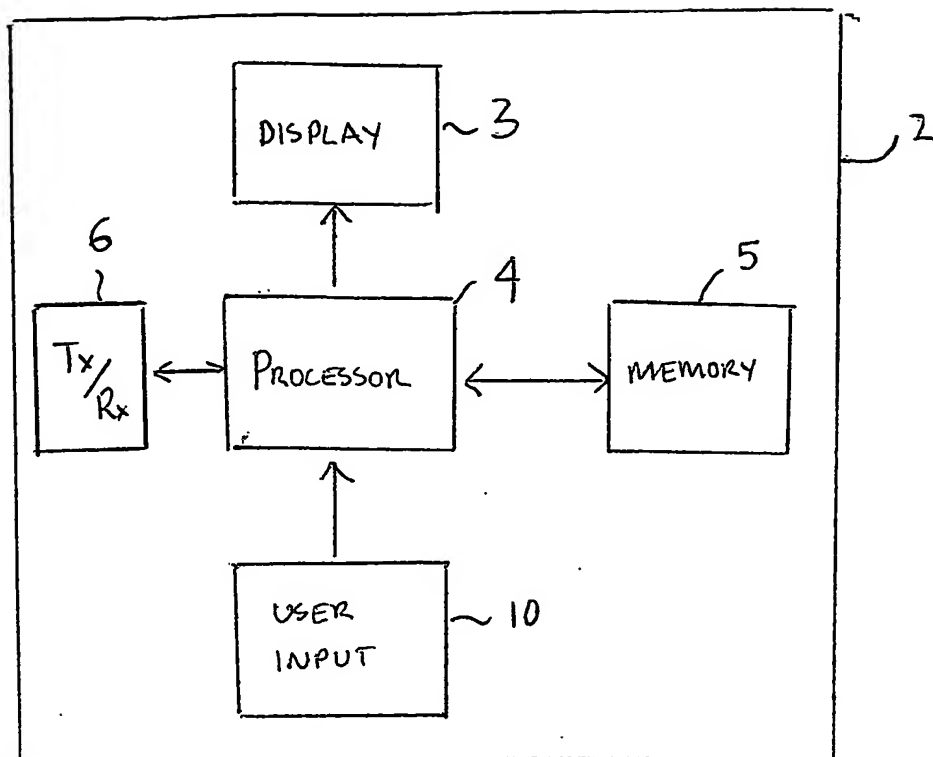 DISPLAY
3
2
6
4
5
Tx/Rx
PROCESSOR
MEMORY
USER
INPUT
10